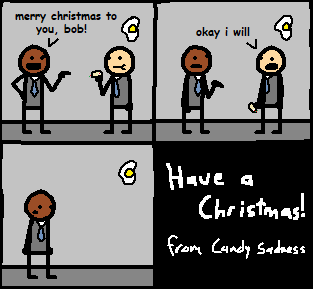 merry christmas to
you, bob!
okay i will
Have a
Christmas!
from Candy Sadness